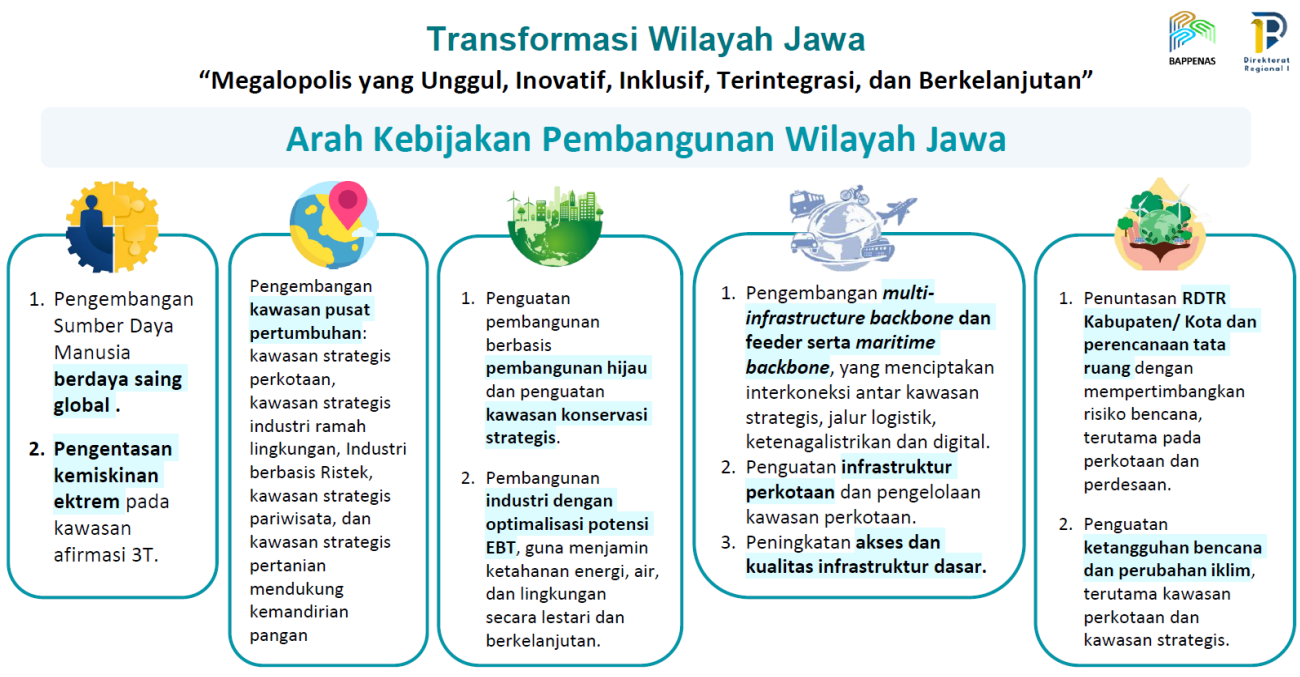 Transformasi Wilayah Jawa
“Megalopolis yang Unggul, Inovatif, Inklusif, Terintegrasi, dan Berkelanjutan”
BAPPENAS
Direktorat
Regional I
Arah Kebijakan Pembangunan Wilayah Jawa
1. Pengembangan
Sumber Daya
Manusia
berdaya saing
global .
2. Pengentasan
kemiskinan
ektrem pada
kawasan
afirmasi 3T.
Pengembangan
kawasan pusat
pertumbuhan:
kawasan strategis
perkotaan,
kawasan strategis
industri ramah
lingkungan, Industri
berbasis Ristek,
kawasan strategis
pariwisata, dan
kawasan strategis
pertanian
mendukung
kemandirian
pangan
1. Penguatan
pembangunan
berbasis
pembangunan hijau
dan penguatan
kawasan konservasi
strategis.
2. Pembangunan
industri dengan
optimalisasi potensi
EBT, guna menjamin
ketahanan energi, air,
dan lingkungan
secara lestari dan
berkelanjutan.
1. Pengembangan multi-
infrastructure backbone dan
feeder serta maritime
backbone, yang menciptakan
interkoneksi antar kawasan
strategis, jalur logistik,
ketenagalistrikan dan digital.
2. Penguatan infrastruktur
perkotaan dan pengelolaan
kawasan perkotaan.
3. Peningkatan akses dan
kualitas infrastruktur dasar.
1. Penuntasan RDTR
Kabupaten/ Kota dan
perencanaan tata
ruang dengan
mempertimbangkan
risiko bencana,
terutama pada
perkotaan dan
perdesaan.
2. Penguatan
ketangguhan bencana
dan perubahan iklim,
terutama kawasan
perkotaan dan
kawasan strategis.